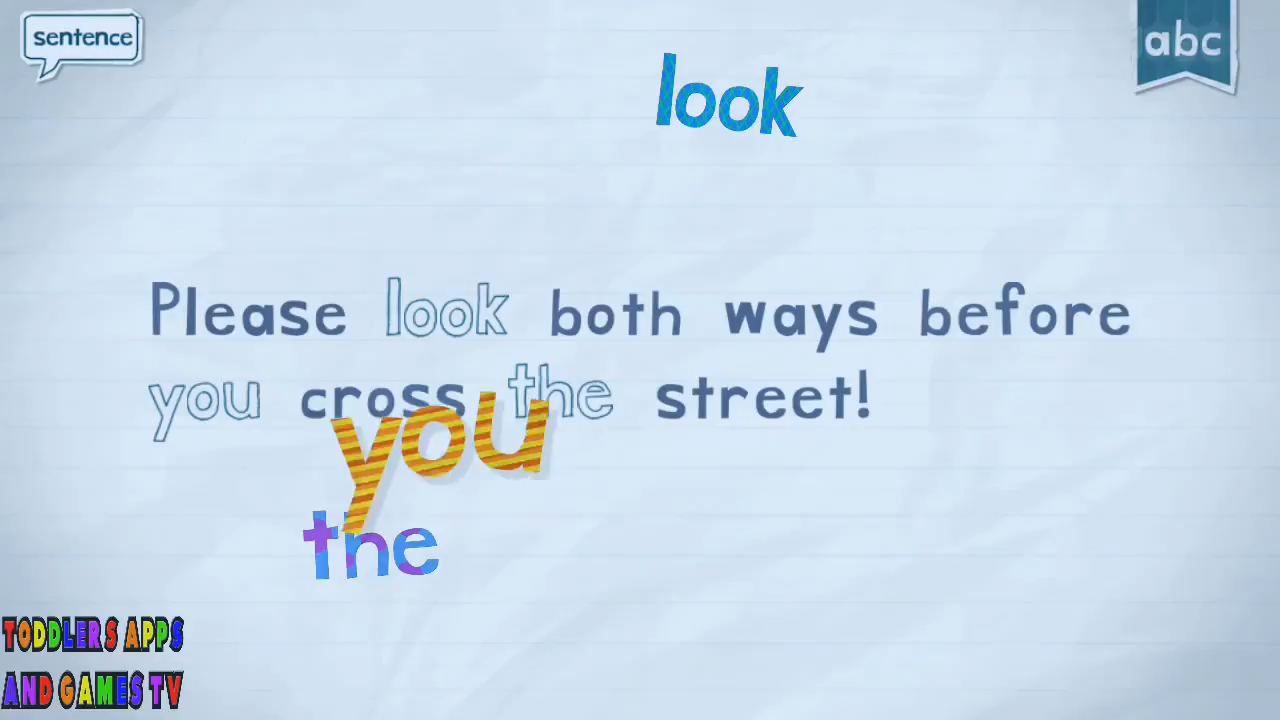 sentence
abc
look
Please look both ways before
you cross the street!
you
the
TODDLERS APPS
AND GAMES TV